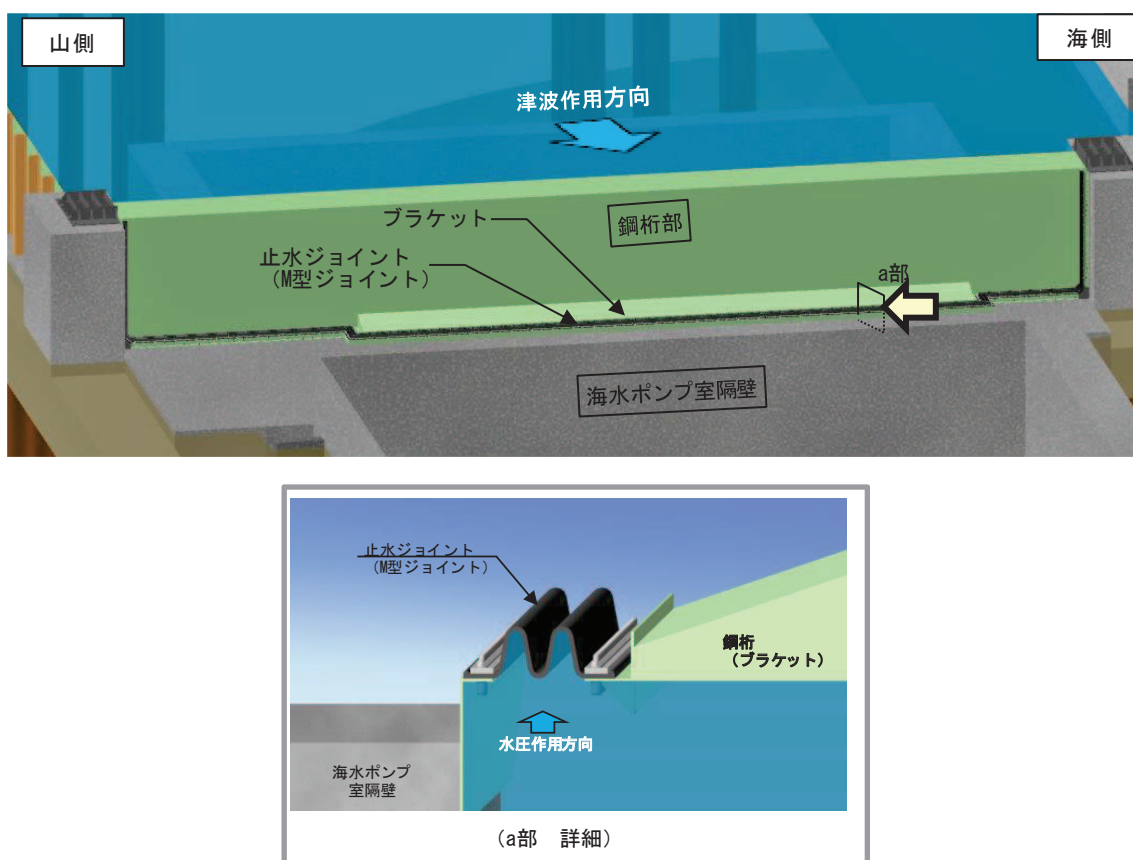 山側
海側
津波作用方向
ブラケット
鋼桁部
止水ジョイント
（M型ジョイント）
a部
海水ポンプ室隔壁
止水ジョイント
（M型ジョイント）
鋼桁
（ブラケット）
水圧作用方向
海水ポンプ
室隔壁
（a部　詳細）